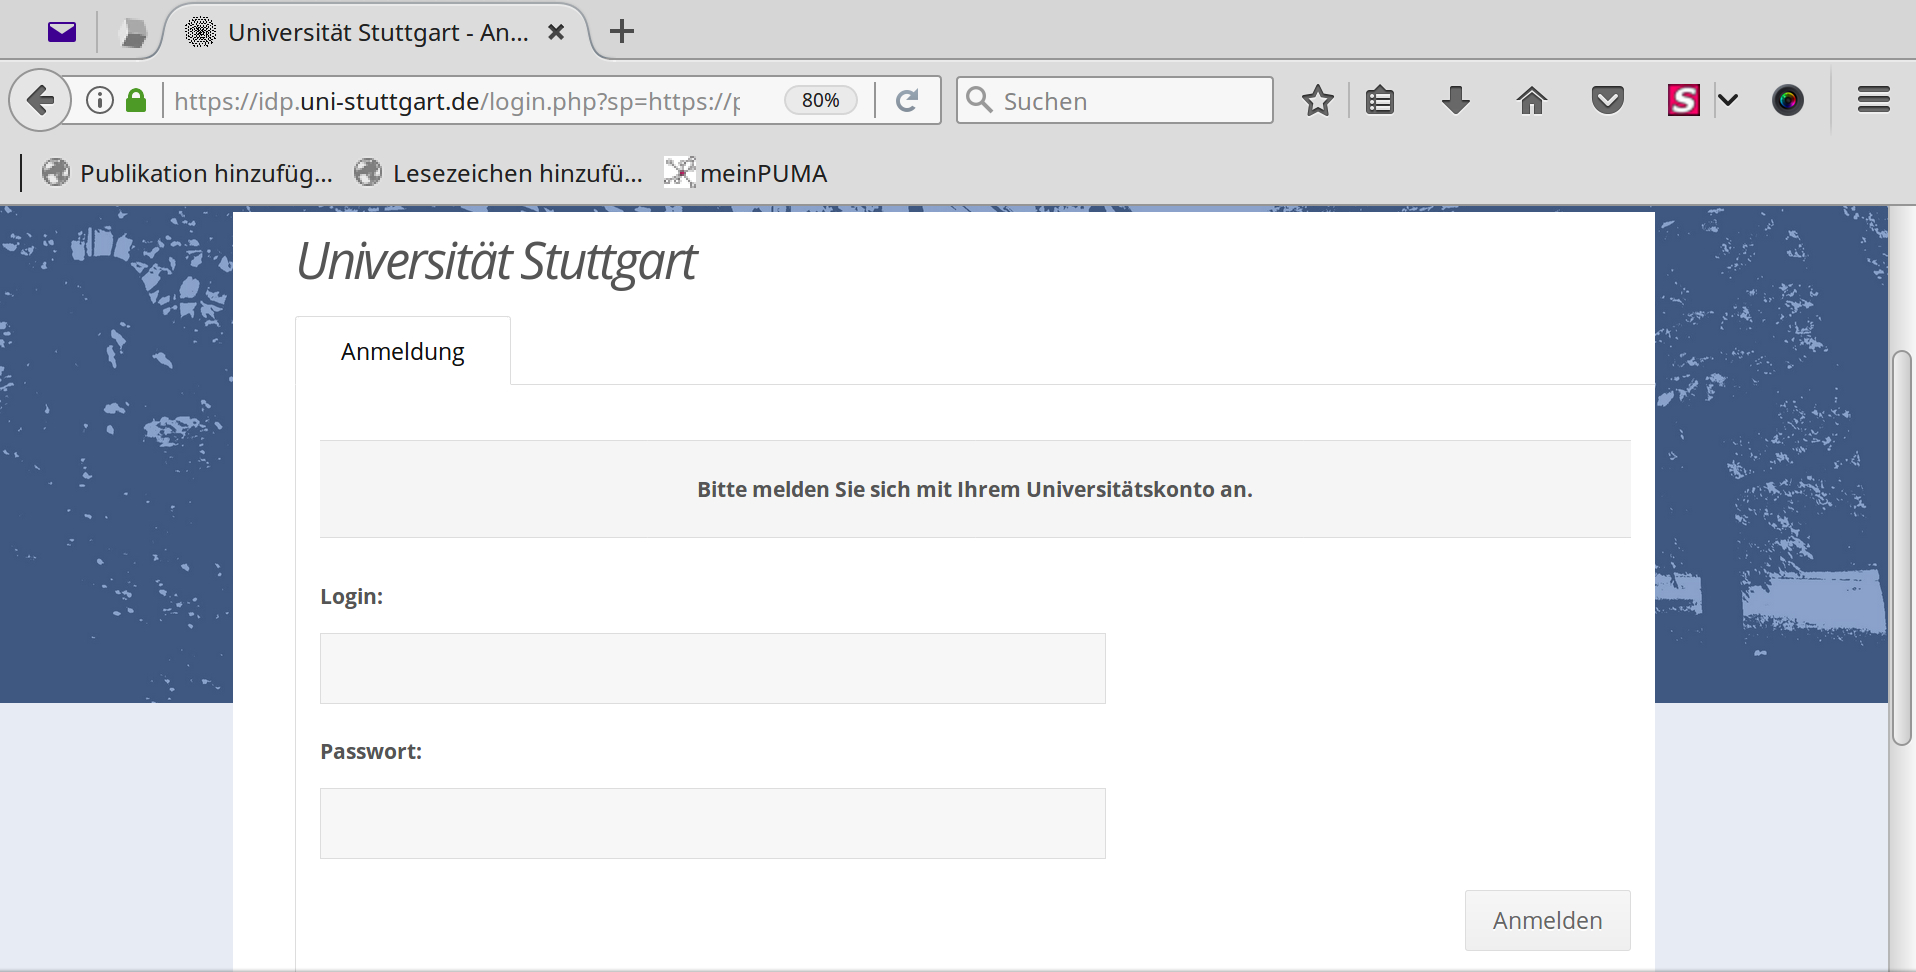 Universität Stuttgart - An...
https://idp.uni-stuttgart.de/login.php?sp=https://p
80%
Suchen
S
Publikation hinzufüg...
Lesezeichen hinzufü...
meinPUMA
Universität Stuttgart
Anmeldung
Bitte melden Sie sich mit Ihrem Universitätskonto an.
Login:
Passwort:
Anmelden